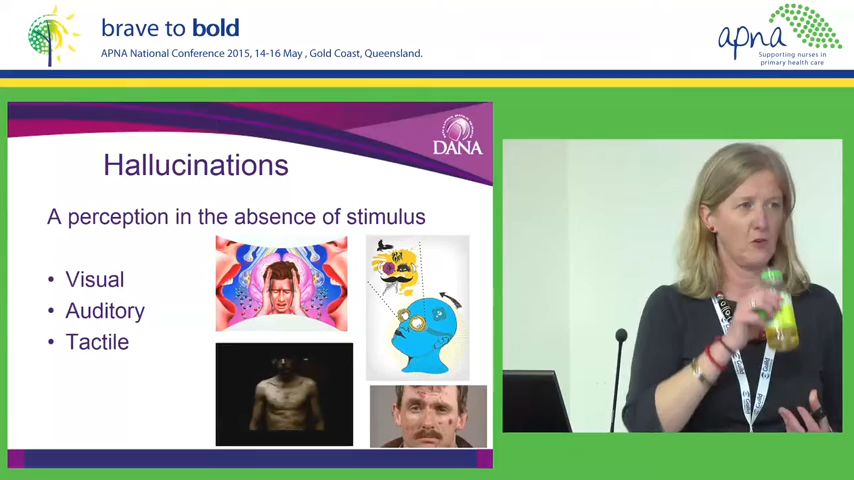 brave to bold
APNA National Conference 2015, 14-16 May , Gold Coast, Queensland.
apna
Supporting nurses in
primary health care
DANA
Hallucinations
A perception in the absence of stimulus
• Visual
• Auditory
• Tactile
Guild